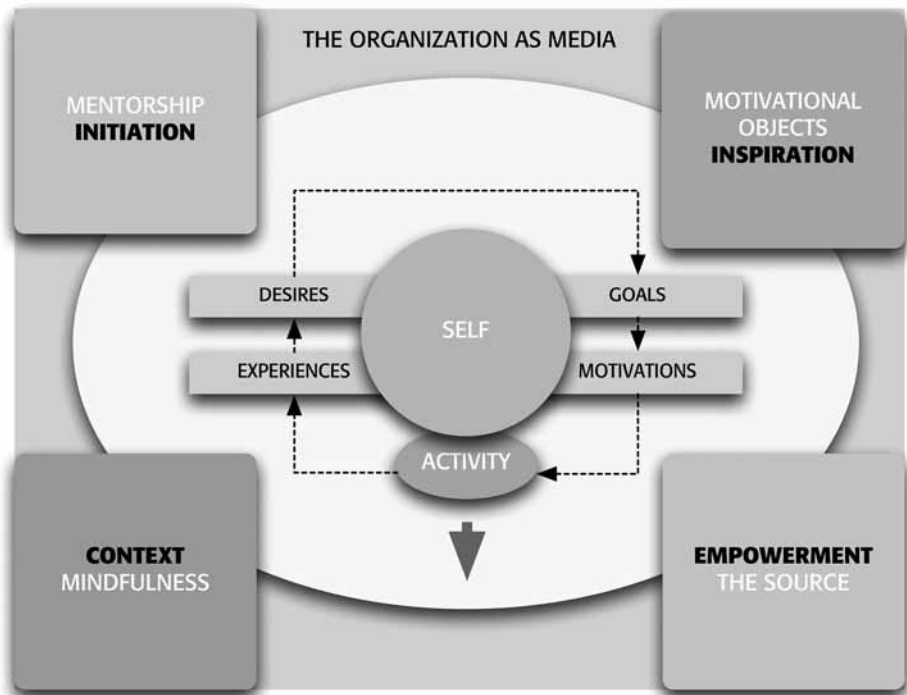 THE ORGANIZATION AS MEDIA
MENTORSHIP
INITIATION
MOTIVATIONAL
OBJECTS
INSPIRATION
DESIRES
GOALS
SELF
EXPERIENCES
MOTIVATIONS
ACTIVITY
CONTEXT
MINDFULNESS
EMPOWERMENT
THE SOURCE